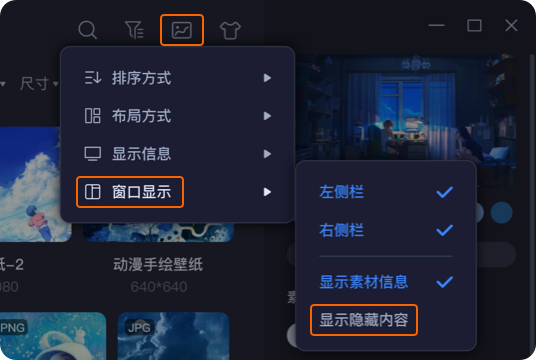 尺寸
排序方式
布局方式
显示信息
窗口显示
左侧栏
右侧栏
显示素材信息
显示隐藏内容
纸-2
动漫手绘壁纸
080
640*640
PNG
JPG